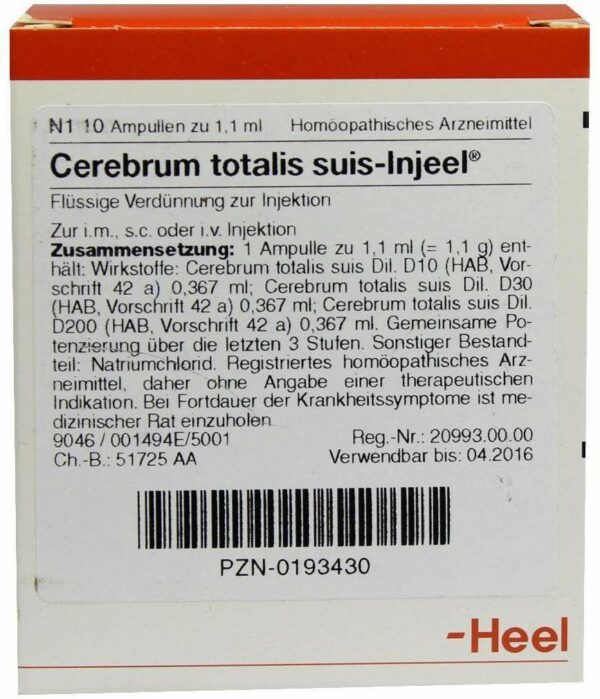 N1 10 Ampullen zu 1,1 ml Homöopathisches Arzneimittel
Cerebrum totalis suis-Injeel®
Flüssige Verdünnung zur Injektion
Zur i.m., s.c. oder i.v. Injektion
Zusammensetzung: 1 Ampulle zu 1,1 ml (= 1,1 g) ent-
hält: Wirkstoffe: Cerebrum totalis suis Dil. D10 (HAB, Vor-
schrift 42 a) 0,367 ml; Cerebrum totalis suis Dil. D30
(HAB, Vorschrift 42 a) 0,367 ml; Cerebrum totalis suis Dil.
D200 (HAB, Vorschrift 42 a) 0,367 ml. Gemeinsame Po-
tenzierung über die letzten 3 Stufen. Sonstiger Bestand-
teil: Natriumchlorid. Registriertes homöopathisches Arz-
neimittel, daher ohne Angabe einer therapeutischen
Indikation. Bei Fortdauer der Krankheitssymptome ist me-
dizinischer Rat einzuholen.
9046 / 001494E/5001 Reg.-Nr.: 20993.00.00
Ch.-B.: 51725 AA Verwendbar bis: 04.2016
PZN-0193430
-Heel